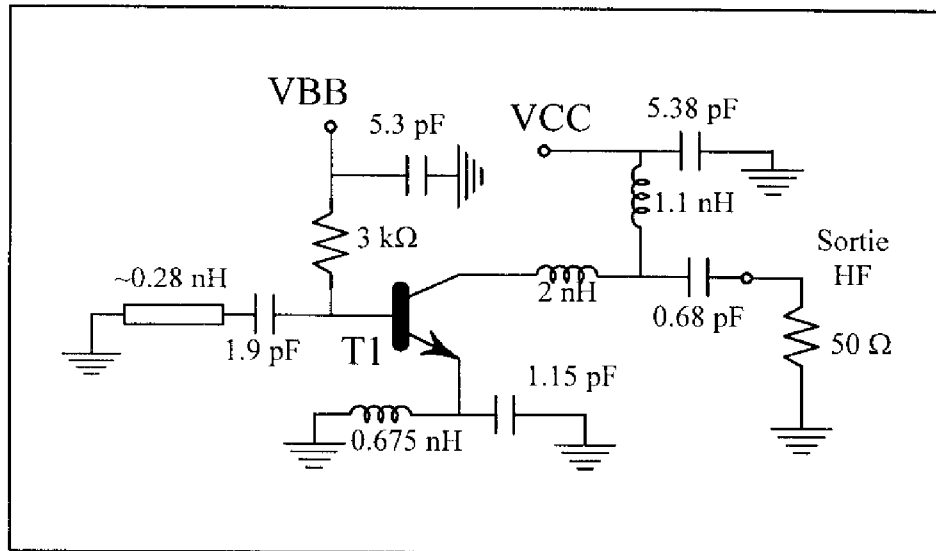 VBB
5.3 pF
VCC
5.38 pF
1.1 nH
3 kΩ
Sortie
HF
~0.28 nH
2 nH
0.68 pF
1.9 pF
T1
50 Ω
1.15 pF
0.675 nH